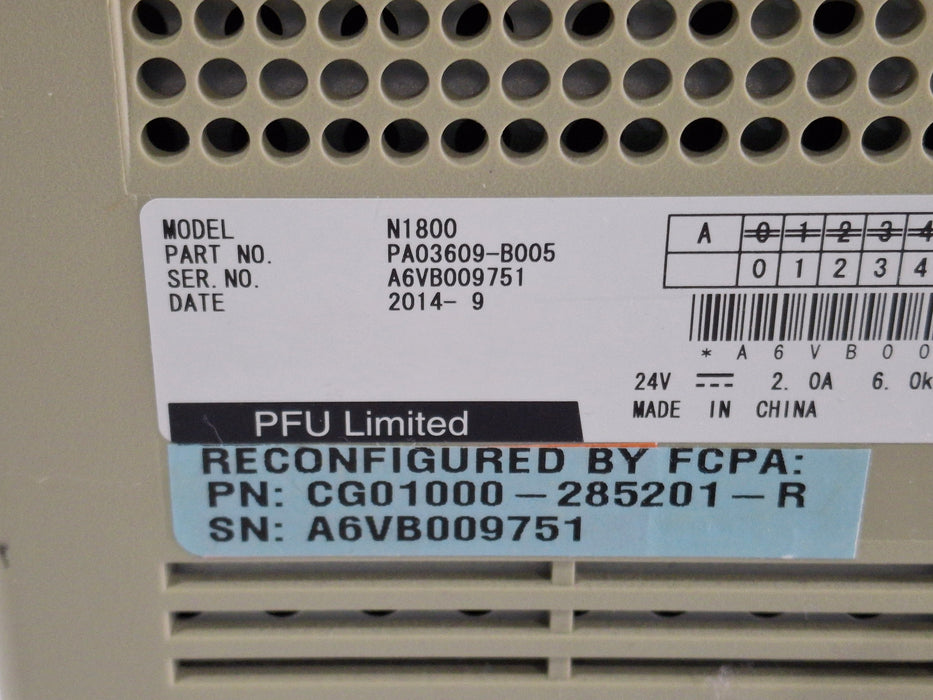 MODEL N1800
PART NO. PA03609-B005
SER. NO. A6VB009751
DATE 2014- 9
A 0 1 2 3 4
0 1 2 3 4
* A 6 V B 0 0
24V 2. 0A 6. 0k
MADE IN CHINA
PFU Limited
RECONFIGURED BY FCPA:
PN: CG01000-285201-R
SN: A6VB009751